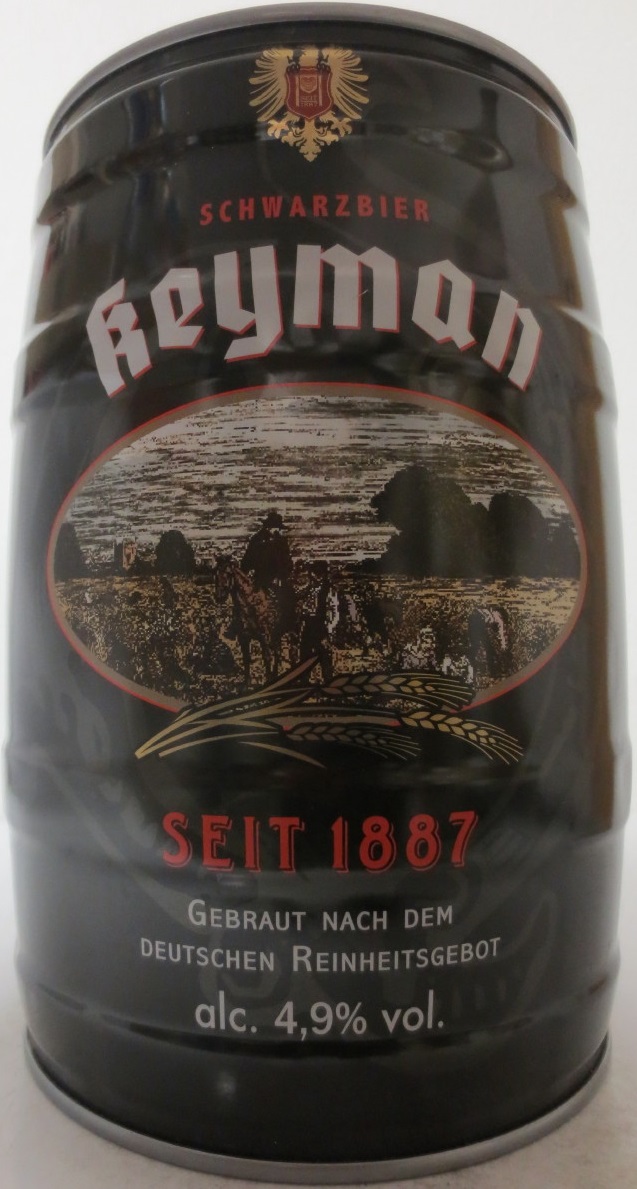 SCHWARZBIER
Keyman
SEIT 1887
GEBRAUT NACH DEM
DEUTSCHEN REINHEITSGEBOT
alc. 4,9% vol.